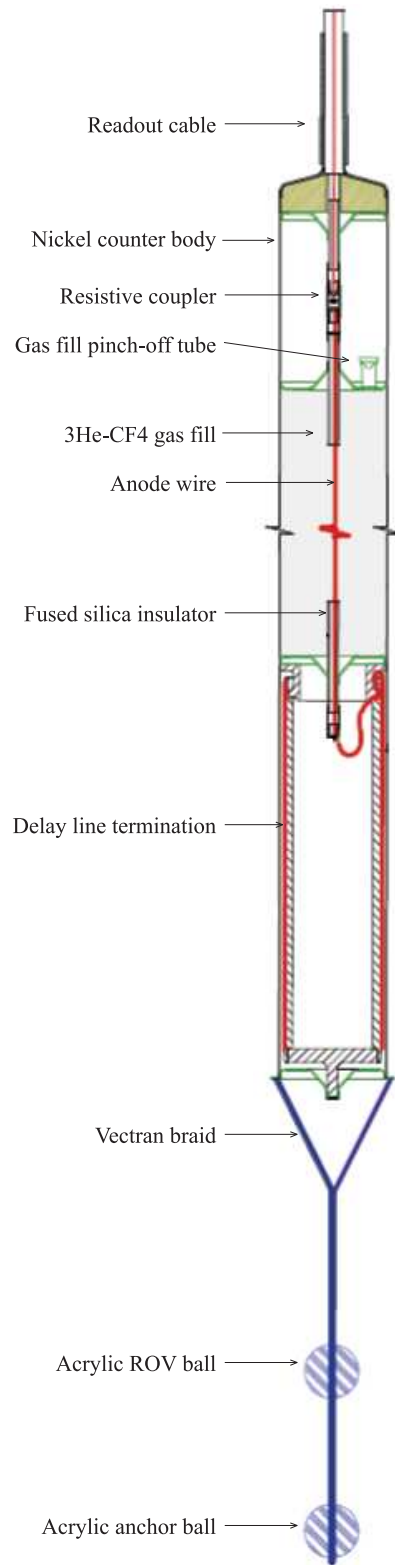 Readout cable
Nickel counter body
Resistive coupler
Gas fill pinch-off tube
3He-CF4 gas fill
Anode wire
Fused silica insulator
Delay line termination
Vectran braid
Acrylic ROV ball
Acrylic anchor ball